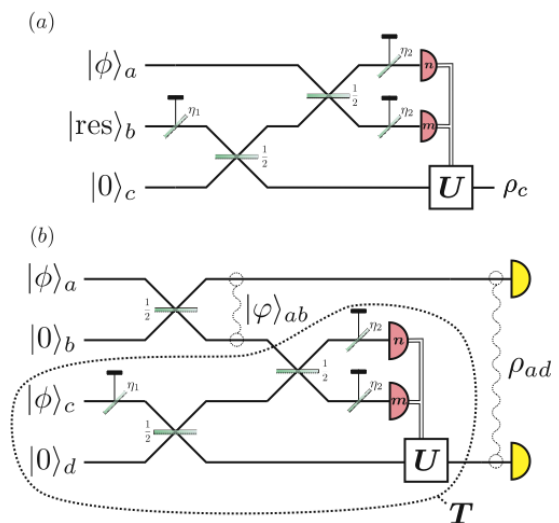 (a)
|ϕ⟩a
η2
n
1/2
|res⟩b
η1
η2
m
1/2
|0⟩c
U
ρc
(b)
|ϕ⟩a
1/2
|φ⟩ab
|0⟩b
η2
n
ρad
|ϕ⟩c
η1
1/2
η2
m
1/2
|0⟩d
U
T